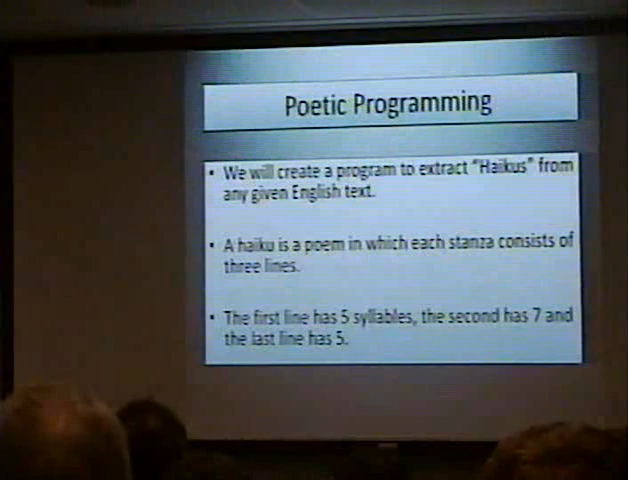 Poetic Programming
• We will create a program to extract "Haikus" from
any given English text.
• A haiku is a poem in which each stanza consists of
three lines.
• The first line has 5 syllables, the second has 7 and
the last line has 5.